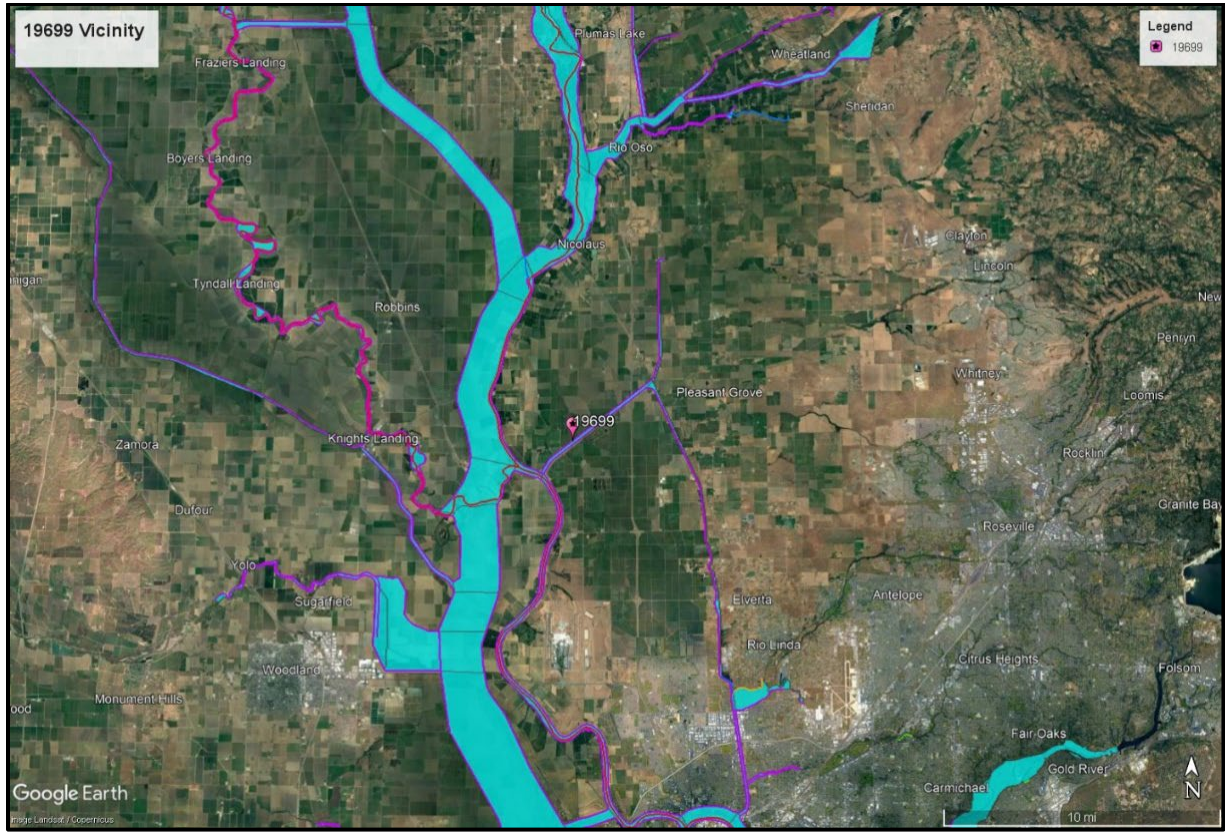 19699 Vicinity
Legend
19699
Plumas Lake
Wheatland
Fraziers Landing
Sheridan
Rio Oso
Boyers Landing
Clayton
Nicolaus
Lincoln
Tyndall Landing
nigan
New
Robbins
Penryn
Whitney
Pleasant Grove
Loomis
19699
Knights Landing
Zamora
Rocklin
Dufour
Granite Bay
Roseville
Yolo
Sugarfield
Elverta
Antelope
Rio Linda
Woodland
Citrus Heights
Folsom
Monument Hills
ood
Fair Oaks
Gold River
Carmichael
Google Earth
Image Landsat / Copernicus
N
10 mi